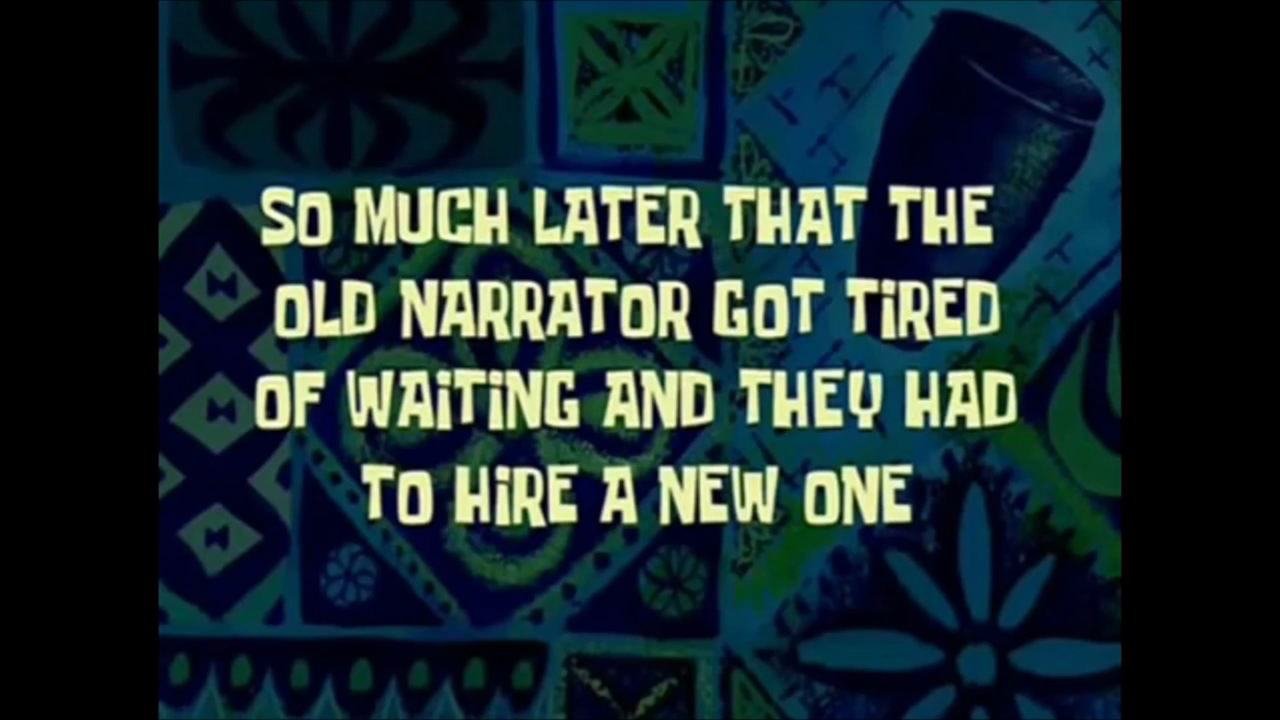 SO MUCH LATER THAT THE
OLD NARRATOR GOT TiRED
OF WAiTiNG AND THEY HAD
TO HiRE A NEW ONE